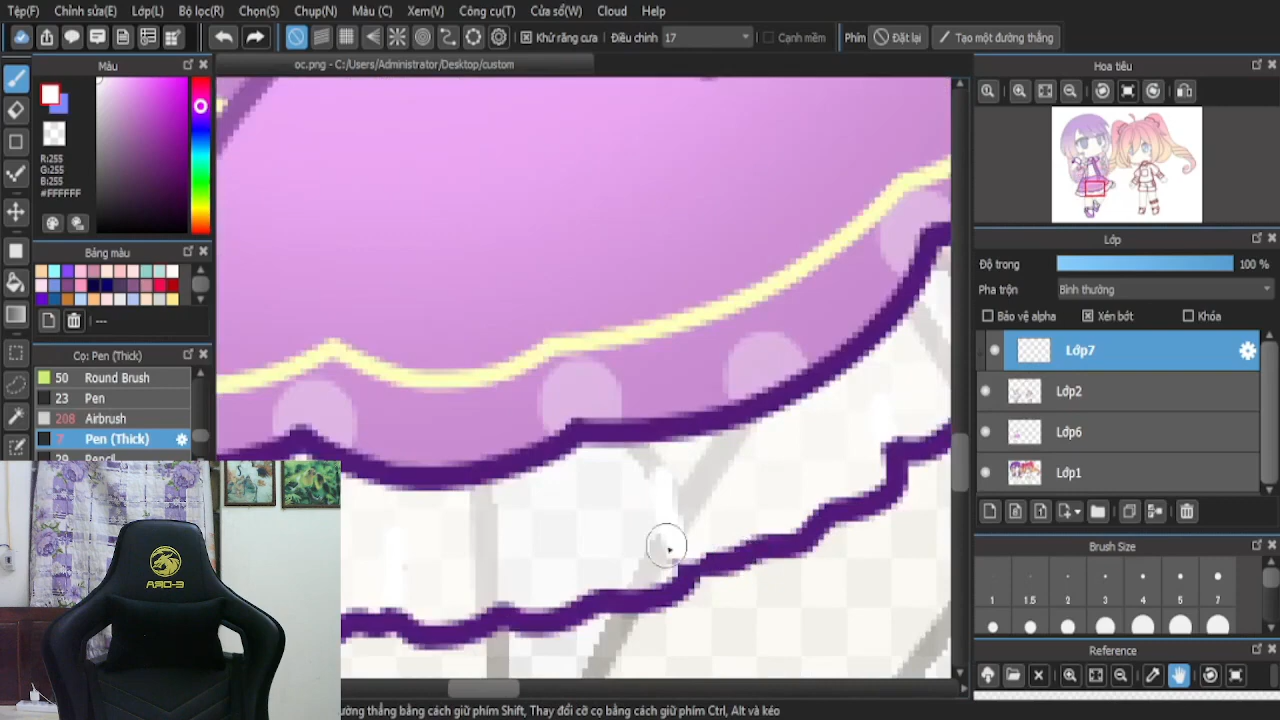 Tệp(F) Chỉnh sửa(E) Lớp(L) Bộ lọc(R) Chọn(S) Chụp(N) Màu (C) Xem(V) Công cụ(T) Cửa sổ(W) Cloud Help
Khử răng cưa Điều chỉnh 17 Cạnh mềm Phím Đặt lại Tạo một đường thẳng
Màu
oc.png - C:/Users/Administrator/Desktop/custom
Hoa tiêu
R:255
G:255
B:255
#FFFFFF
Bảng màu
---
Lớp
Độ trong 100 %
Pha trộn Bình thường
Bảo vệ alpha Xén bớt Khóa
Lớp7
Lớp2
Lớp6
Lớp1
Cọ: Pen (Thick)
50 Round Brush
23 Pen
208 Airbrush
7 Pen (Thick)
29 Pencil
Brush Size
1 1.5 2 3 4 5 7
Reference
ường thẳng bằng cách giữ phím Shift, Thay đổi cỡ cọ bằng cách giữ phím Ctrl, Alt và kéo